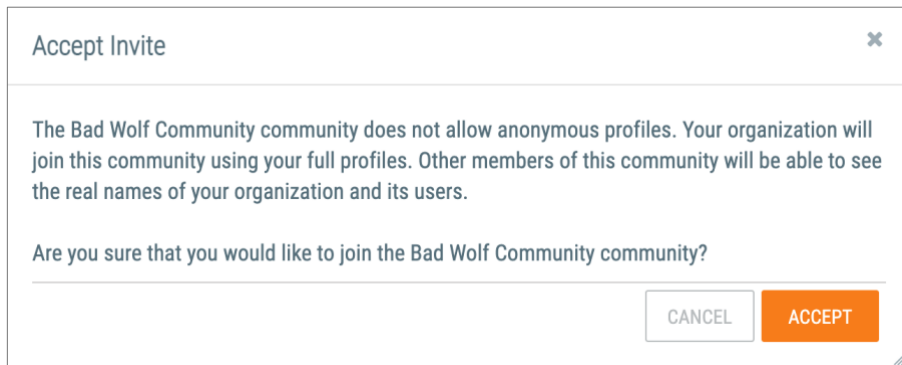 Accept Invite
The Bad Wolf Community community does not allow anonymous profiles. Your organization will
join this community using your full profiles. Other members of this community will be able to see
the real names of your organization and its users.
Are you sure that you would like to join the Bad Wolf Community community?
CANCEL
ACCEPT